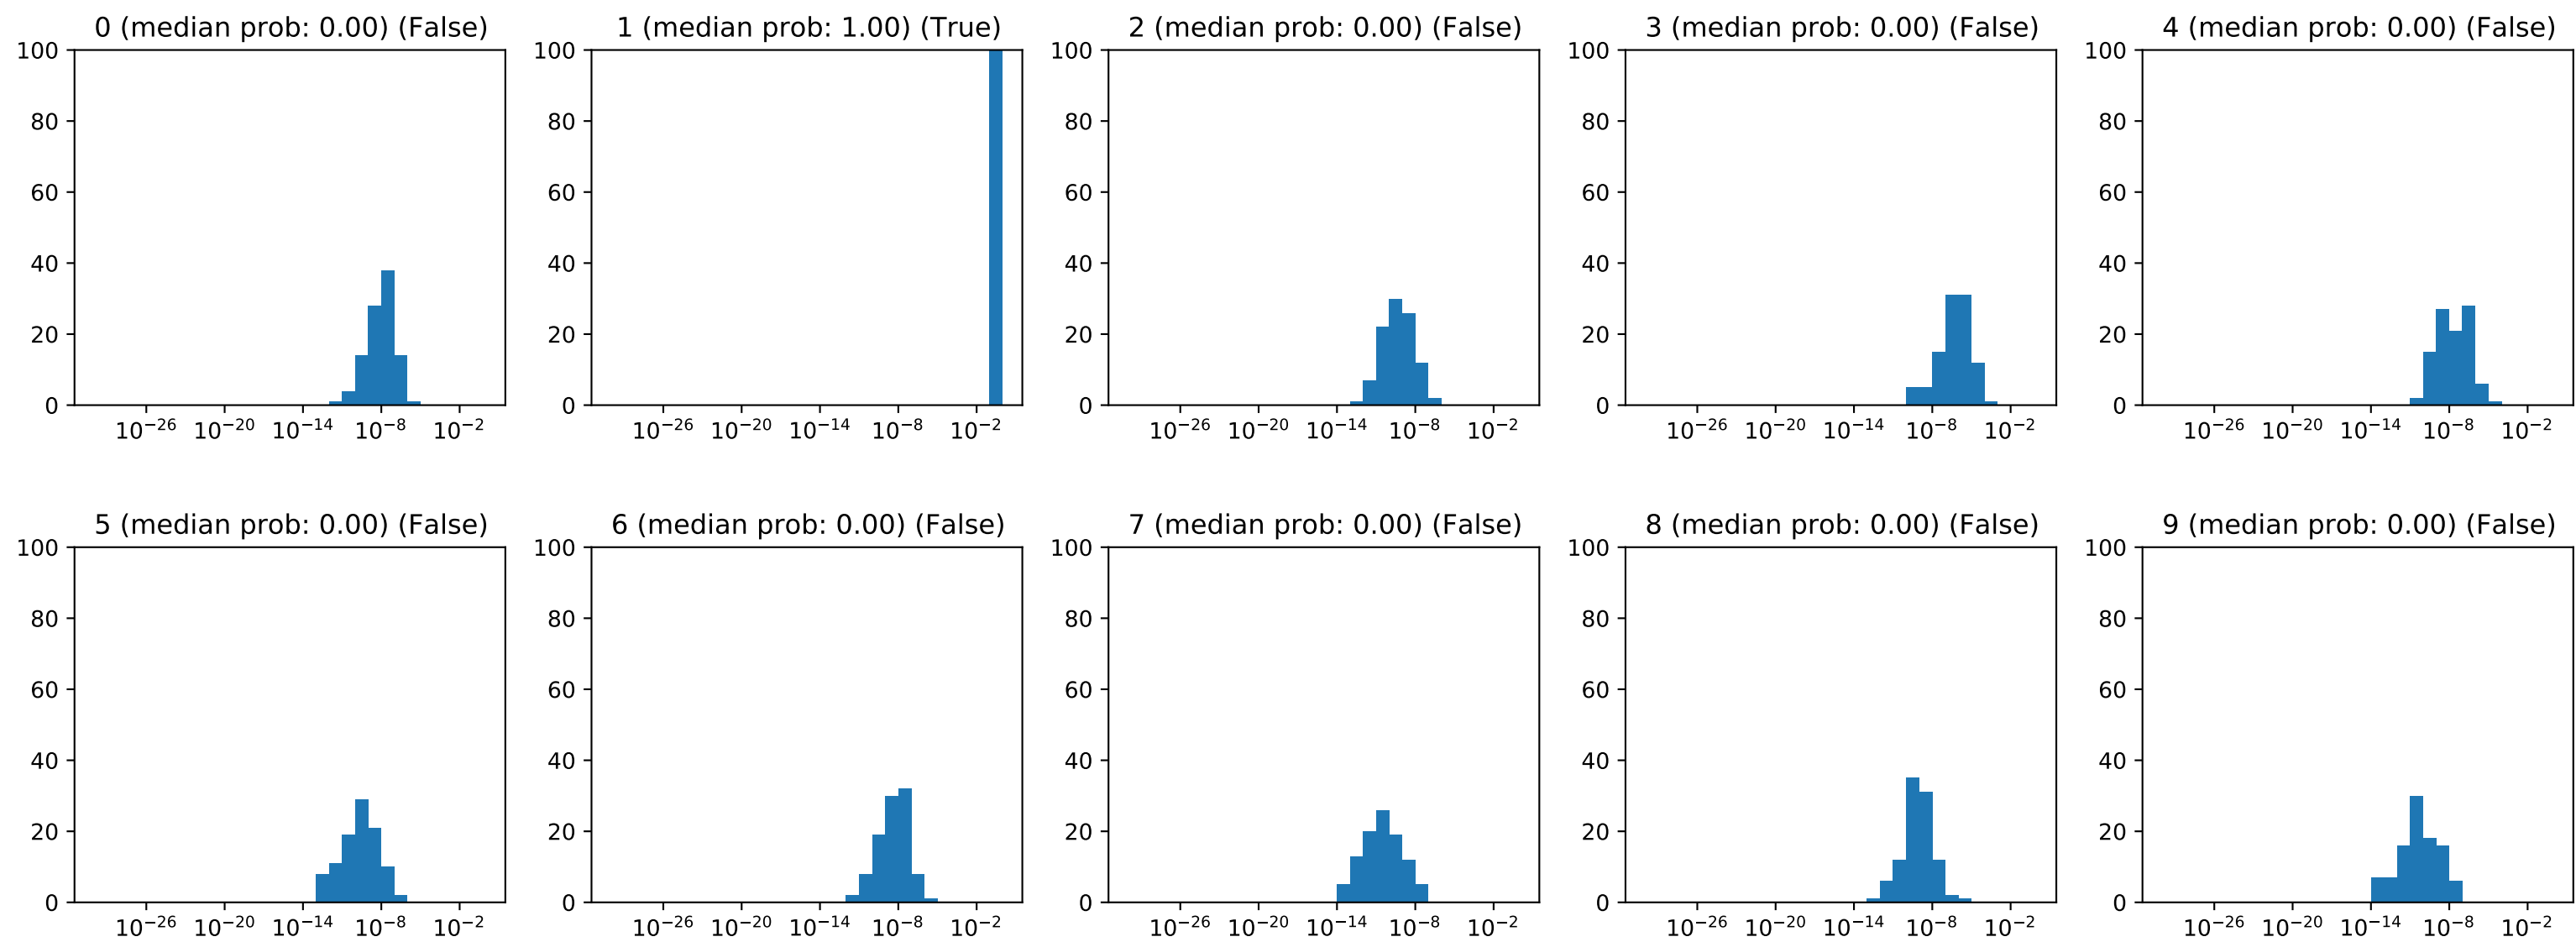 0 (median prob: 0.00) (False)
1 (median prob: 1.00) (True)
2 (median prob: 0.00) (False)
3 (median prob: 0.00) (False)
4 (median prob: 0.00) (False)
100 100 100 100 100
80 80 80 80 80
60 60 60 60 60
40 40 40 40 40
20 20 20 20 20
0 0 0 0 0
10⁻²⁶ 10⁻²⁰ 10⁻¹⁴ 10⁻⁸ 10⁻²
10⁻²⁶ 10⁻²⁰ 10⁻¹⁴ 10⁻⁸ 10⁻²
10⁻²⁶ 10⁻²⁰ 10⁻¹⁴ 10⁻⁸ 10⁻²
10⁻²⁶ 10⁻²⁰ 10⁻¹⁴ 10⁻⁸ 10⁻²
10⁻²⁶ 10⁻²⁰ 10⁻¹⁴ 10⁻⁸ 10⁻²
5 (median prob: 0.00) (False)
6 (median prob: 0.00) (False)
7 (median prob: 0.00) (False)
8 (median prob: 0.00) (False)
9 (median prob: 0.00) (False)
100 100 100 100 100
80 80 80 80 80
60 60 60 60 60
40 40 40 40 40
20 20 20 20 20
0 0 0 0 0
10⁻²⁶ 10⁻²⁰ 10⁻¹⁴ 10⁻⁸ 10⁻²
10⁻²⁶ 10⁻²⁰ 10⁻¹⁴ 10⁻⁸ 10⁻²
10⁻²⁶ 10⁻²⁰ 10⁻¹⁴ 10⁻⁸ 10⁻²
10⁻²⁶ 10⁻²⁰ 10⁻¹⁴ 10⁻⁸ 10⁻²
10⁻²⁶ 10⁻²⁰ 10⁻¹⁴ 10⁻⁸ 10⁻²